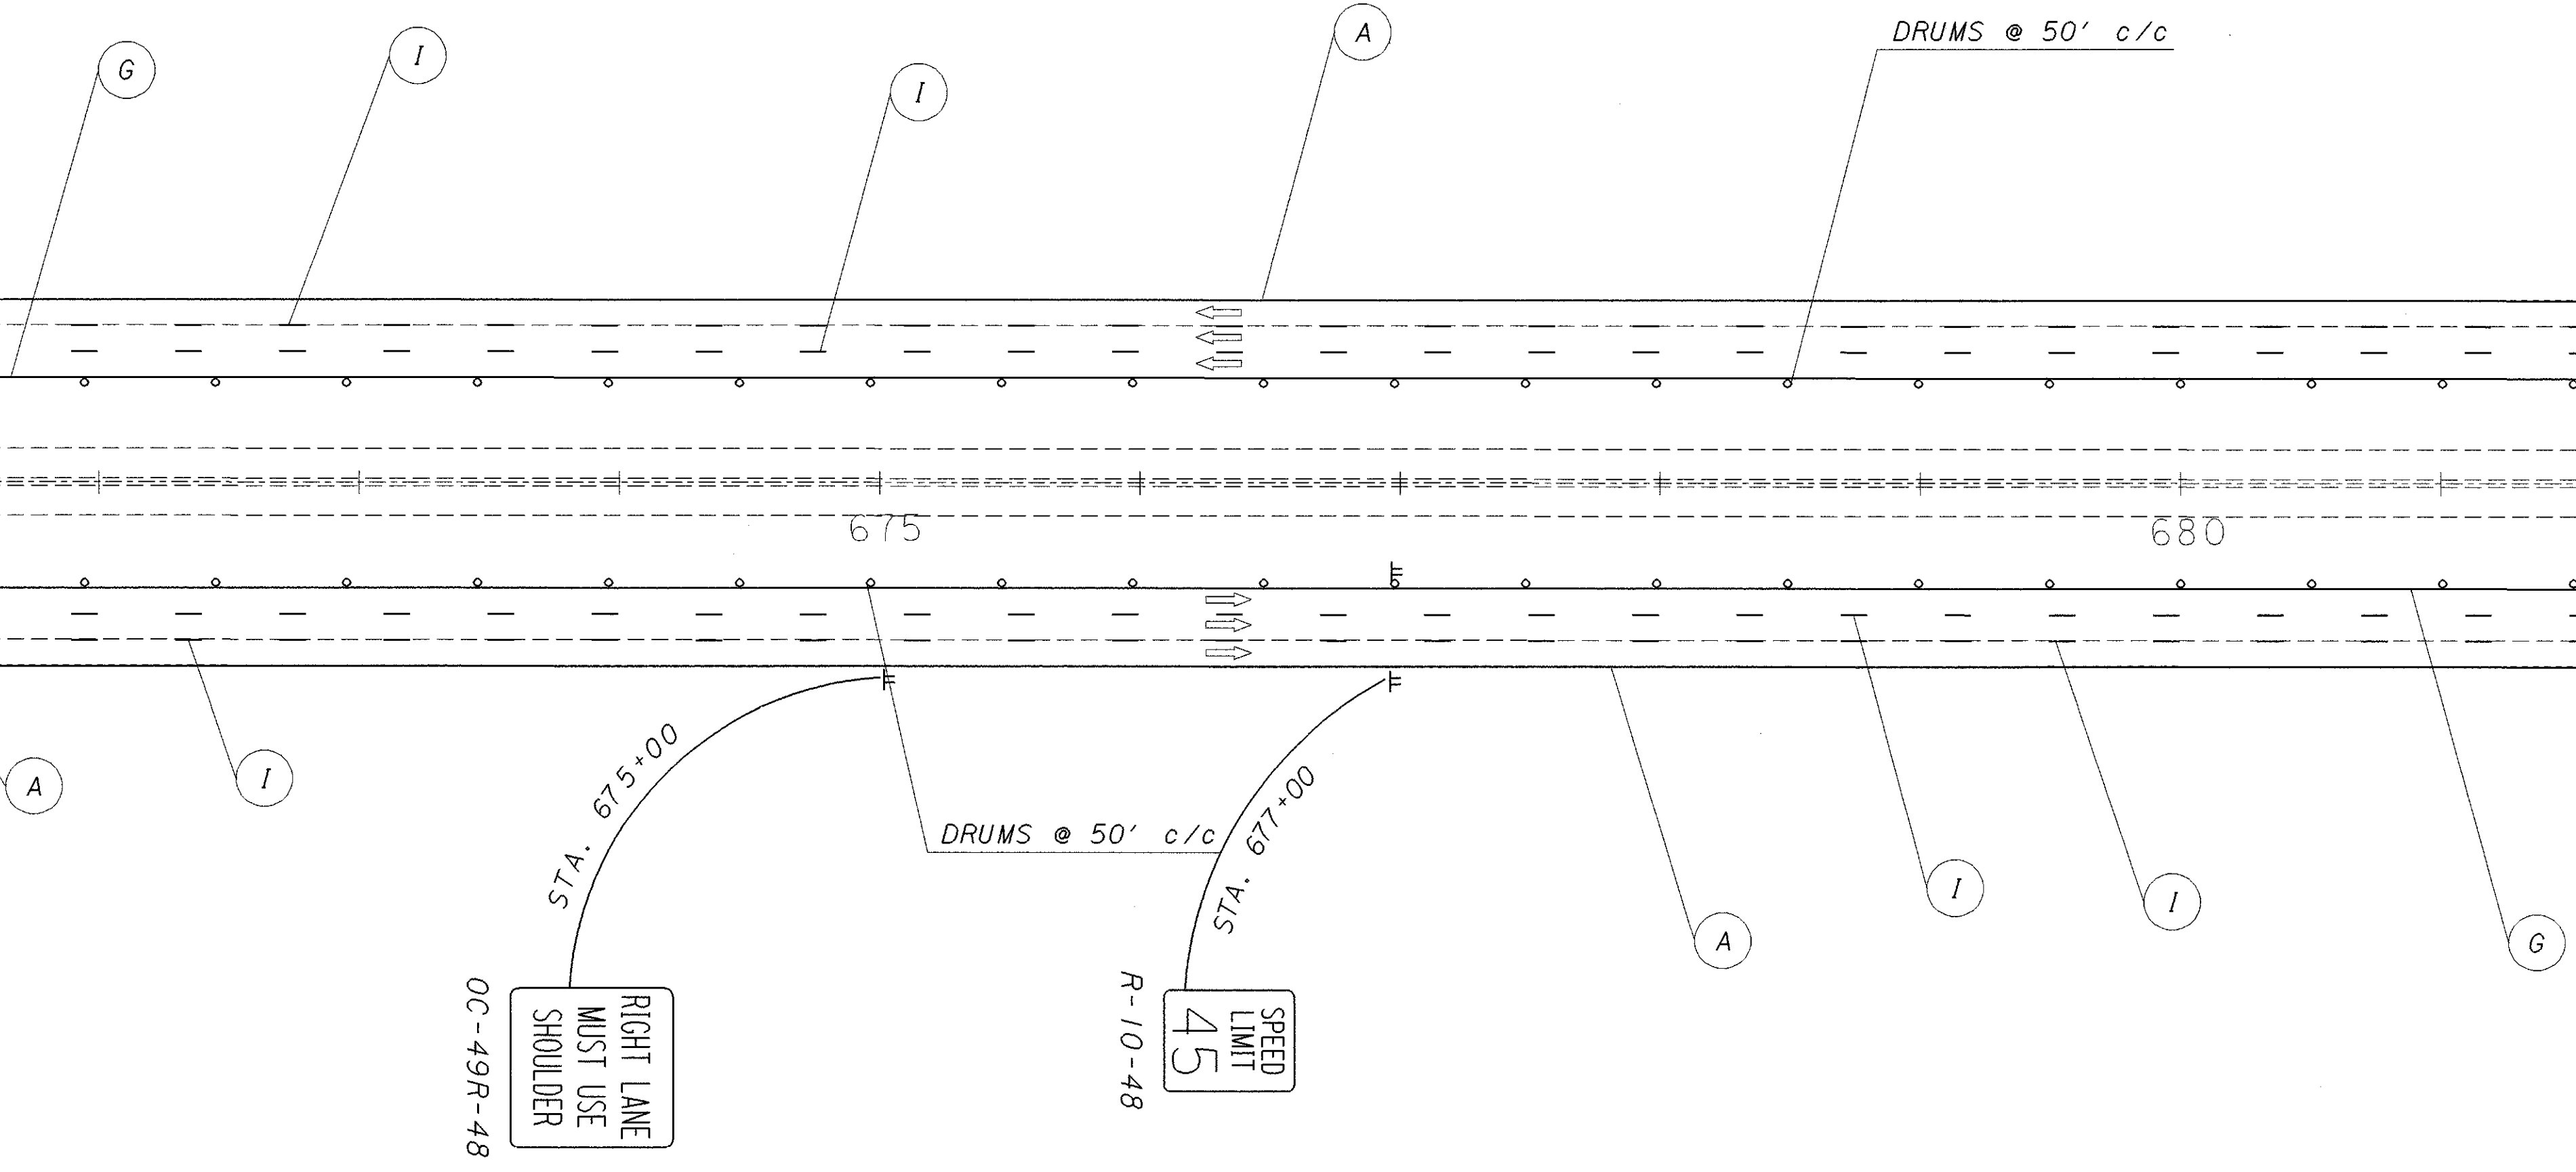 A
DRUMS @ 50' c/c
G
I
I
675
680
STA. 675+00
STA. 677+00
A
I
DRUMS @ 50' c/c
I
I
A
G
OC-49R-48
RIGHT LANE
MUST USE
SHOULDER
R-10-48
SPEED
LIMIT
45